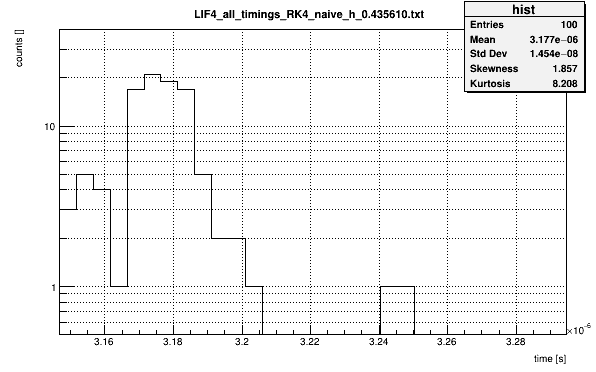 LIF4_all_timings_RK4_naive_h_0.435610.txt
hist
Entries 100
Mean 3.177e−06
Std Dev 1.454e−08
Skewness 1.857
Kurtosis 8.208
counts []
10
1
3.16 3.18 3.2 3.22 3.24 3.26 3.28
×10−6
time [s]